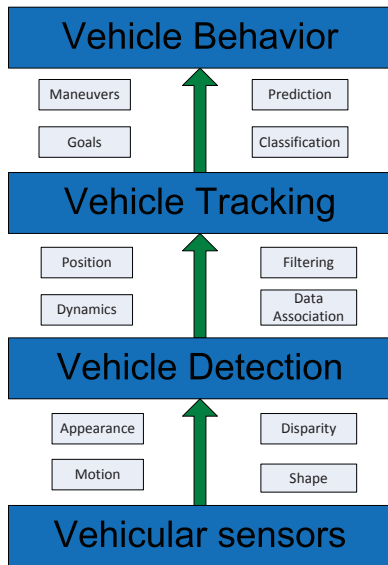 Vehicle Behavior
Maneuvers
Prediction
Goals
Classification
Vehicle Tracking
Position
Filtering
Dynamics
Data
Association
Vehicle Detection
Appearance
Disparity
Motion
Shape
Vehicular sensors